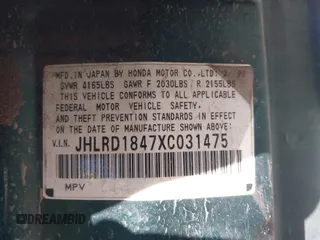 MFD. IN JAPAN BY HONDA MOTOR CO.,LTD.
GVWR 4165LBS GAWR F 2030LBS R 2155LBS
THIS VEHICLE CONFORMS TO ALL APPLICABLE
FEDERAL MOTOR VEHICLE SAFETY,
AND THEFT PREVENTION STANDARDS IN EFFECT ON THE
DATE OF MANUFACTURE SHOWN ABOVE.
V.I.N. JHLRD1847XC031475
MPV
DREAMBID